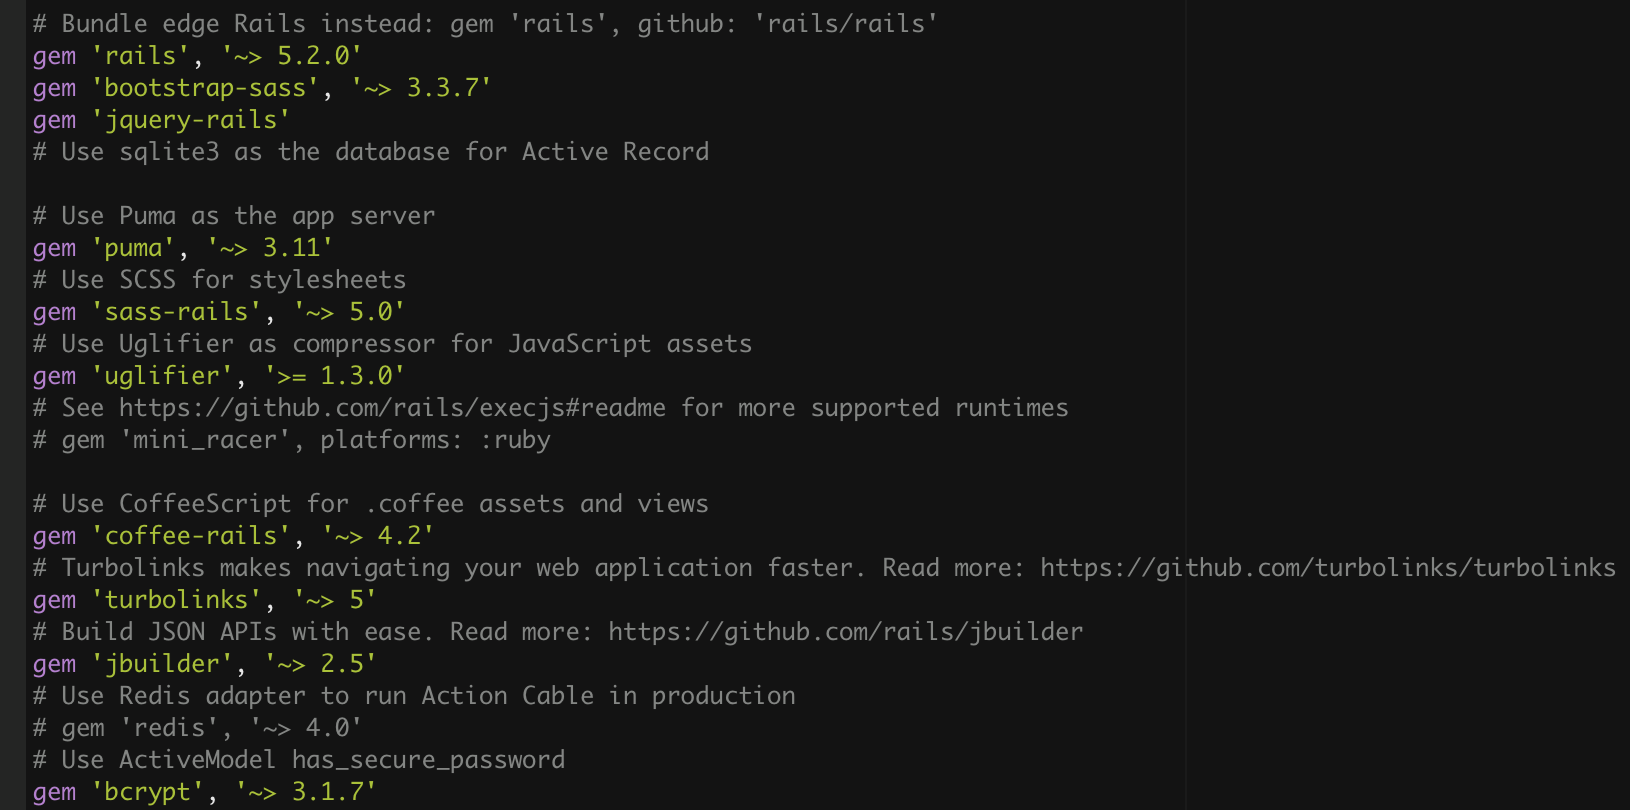 # Bundle edge Rails instead: gem 'rails', github: 'rails/rails'
gem 'rails', '~> 5.2.0'
gem 'bootstrap-sass', '~> 3.3.7'
gem 'jquery-rails'
# Use sqlite3 as the database for Active Record

# Use Puma as the app server
gem 'puma', '~> 3.11'
# Use SCSS for stylesheets
gem 'sass-rails', '~> 5.0'
# Use Uglifier as compressor for JavaScript assets
gem 'uglifier', '>= 1.3.0'
# See https://github.com/rails/execjs#readme for more supported runtimes
# gem 'mini_racer', platforms: :ruby

# Use CoffeeScript for .coffee assets and views
gem 'coffee-rails', '~> 4.2'
# Turbolinks makes navigating your web application faster. Read more: https://github.com/turbolinks/turbolinks
gem 'turbolinks', '~> 5'
# Build JSON APIs with ease. Read more: https://github.com/rails/jbuilder
gem 'jbuilder', '~> 2.5'
# Use Redis adapter to run Action Cable in production
# gem 'redis', '~> 4.0'
# Use ActiveModel has_secure_password
gem 'bcrypt', '~> 3.1.7'